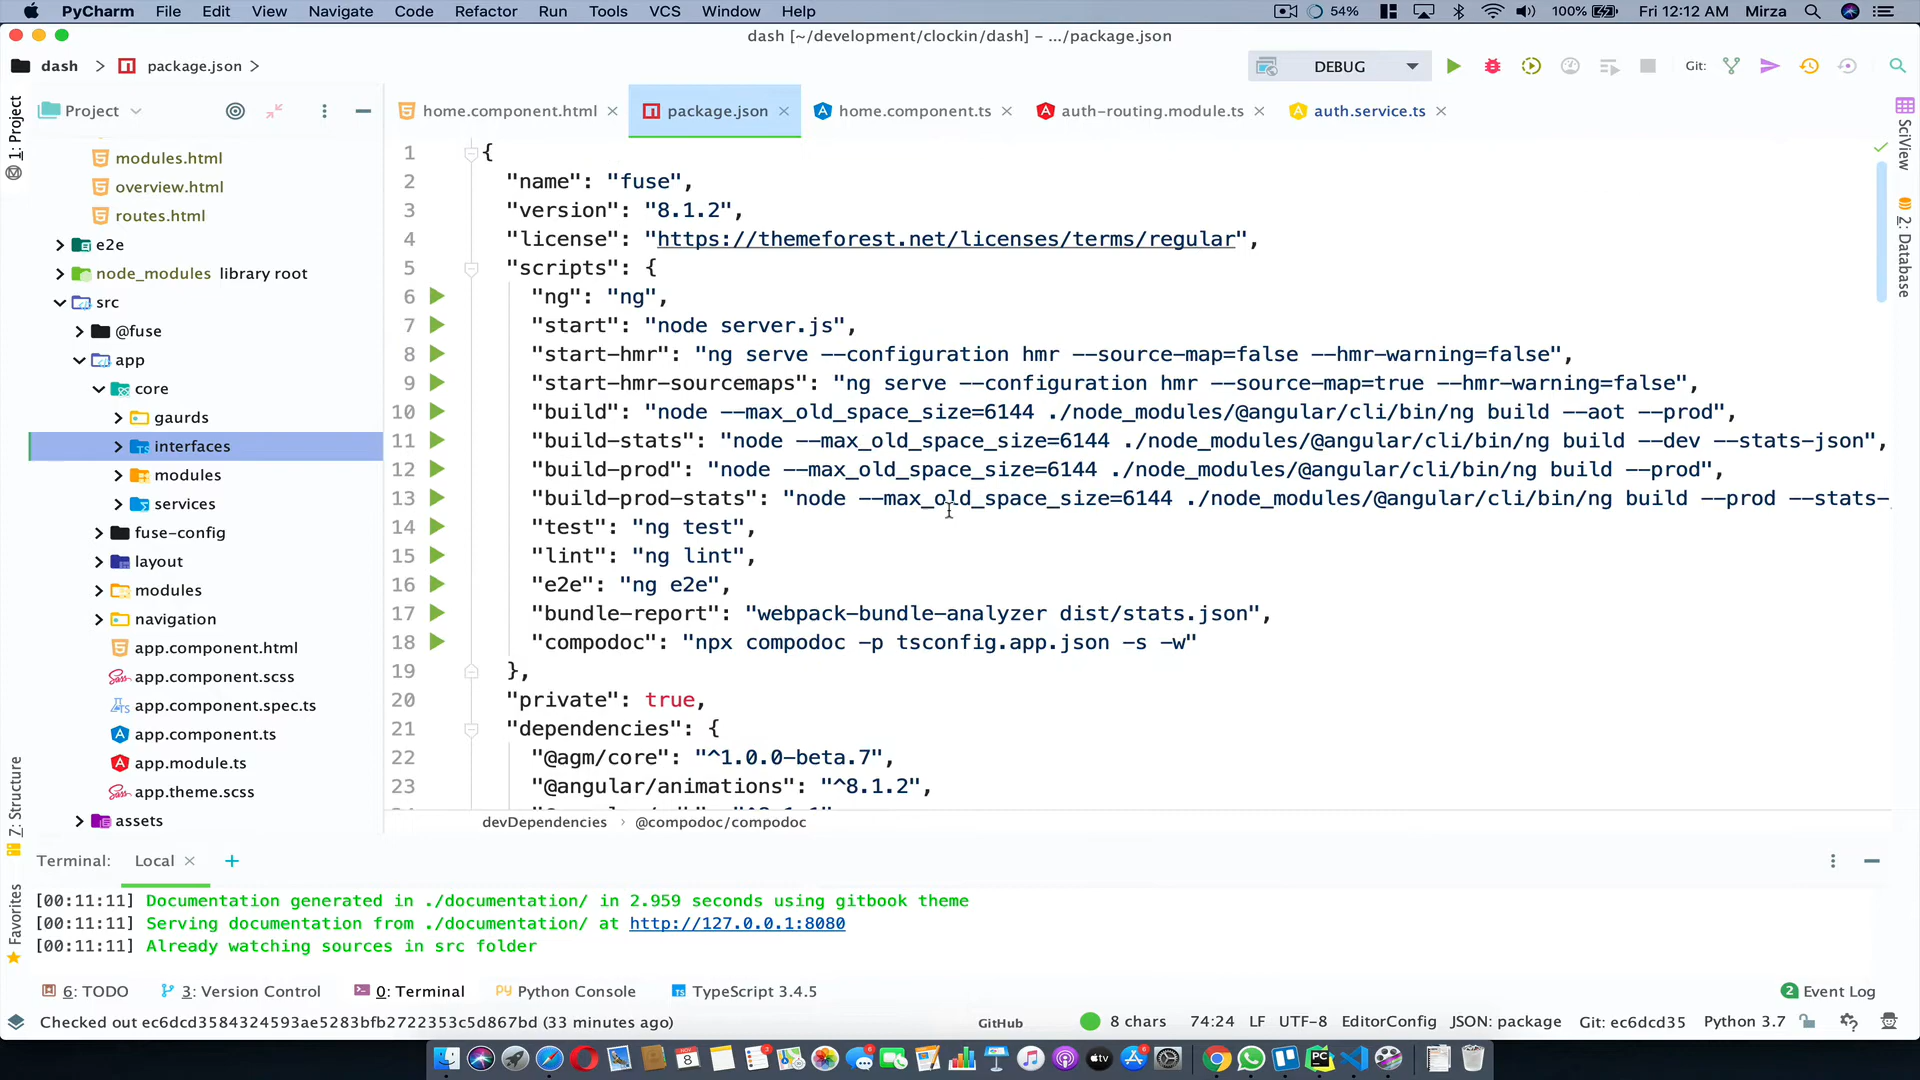 PyCharm File Edit View Navigate Code Refactor Run Tools VCS Window Help 54% 100% Fri 12:12 AM Mirza
dash [~/development/clockin/dash] – .../package.json
dash package.json DEBUG Git:
Project
home.component.html package.json home.component.ts auth-routing.module.ts auth.service.ts
1: Project
SciView
2: Database
7: Structure
Favorites
modules.html
overview.html
routes.html
e2e
node_modules library root
src
@fuse
app
core
gaurds
interfaces
modules
services
fuse-config
layout
modules
navigation
app.component.html
app.component.scss
app.component.spec.ts
app.component.ts
app.module.ts
app.theme.scss
assets
1 {
2 "name": "fuse",
3 "version": "8.1.2",
4 "license": "https://themeforest.net/licenses/terms/regular",
5 "scripts": {
6 "ng": "ng",
7 "start": "node server.js",
8 "start-hmr": "ng serve --configuration hmr --source-map=false --hmr-warning=false",
9 "start-hmr-sourcemaps": "ng serve --configuration hmr --source-map=true --hmr-warning=false",
10 "build": "node --max_old_space_size=6144 ./node_modules/@angular/cli/bin/ng build --aot --prod",
11 "build-stats": "node --max_old_space_size=6144 ./node_modules/@angular/cli/bin/ng build --dev --stats-json",
12 "build-prod": "node --max_old_space_size=6144 ./node_modules/@angular/cli/bin/ng build --prod",
13 "build-prod-stats": "node --max_old_space_size=6144 ./node_modules/@angular/cli/bin/ng build --prod --stats-
14 "test": "ng test",
15 "lint": "ng lint",
16 "e2e": "ng e2e",
17 "bundle-report": "webpack-bundle-analyzer dist/stats.json",
18 "compodoc": "npx compodoc -p tsconfig.app.json -s -w"
19 },
20 "private": true,
21 "dependencies": {
22 "@agm/core": "^1.0.0-beta.7",
23 "@angular/animations": "^8.1.2",
devDependencies › @compodoc/compodoc
Terminal: Local
[00:11:11] Documentation generated in ./documentation/ in 2.959 seconds using gitbook theme
[00:11:11] Serving documentation from ./documentation/ at http://127.0.0.1:8080
[00:11:11] Already watching sources in src folder
6: TODO 3: Version Control 0: Terminal Python Console TypeScript 3.4.5 2 Event Log
Checked out ec6dcd3584324593ae5283bfb2722353c5d867bd (33 minutes ago) GitHub 8 chars 74:24 LF UTF-8 EditorConfig JSON: package Git: ec6dcd35 Python 3.7